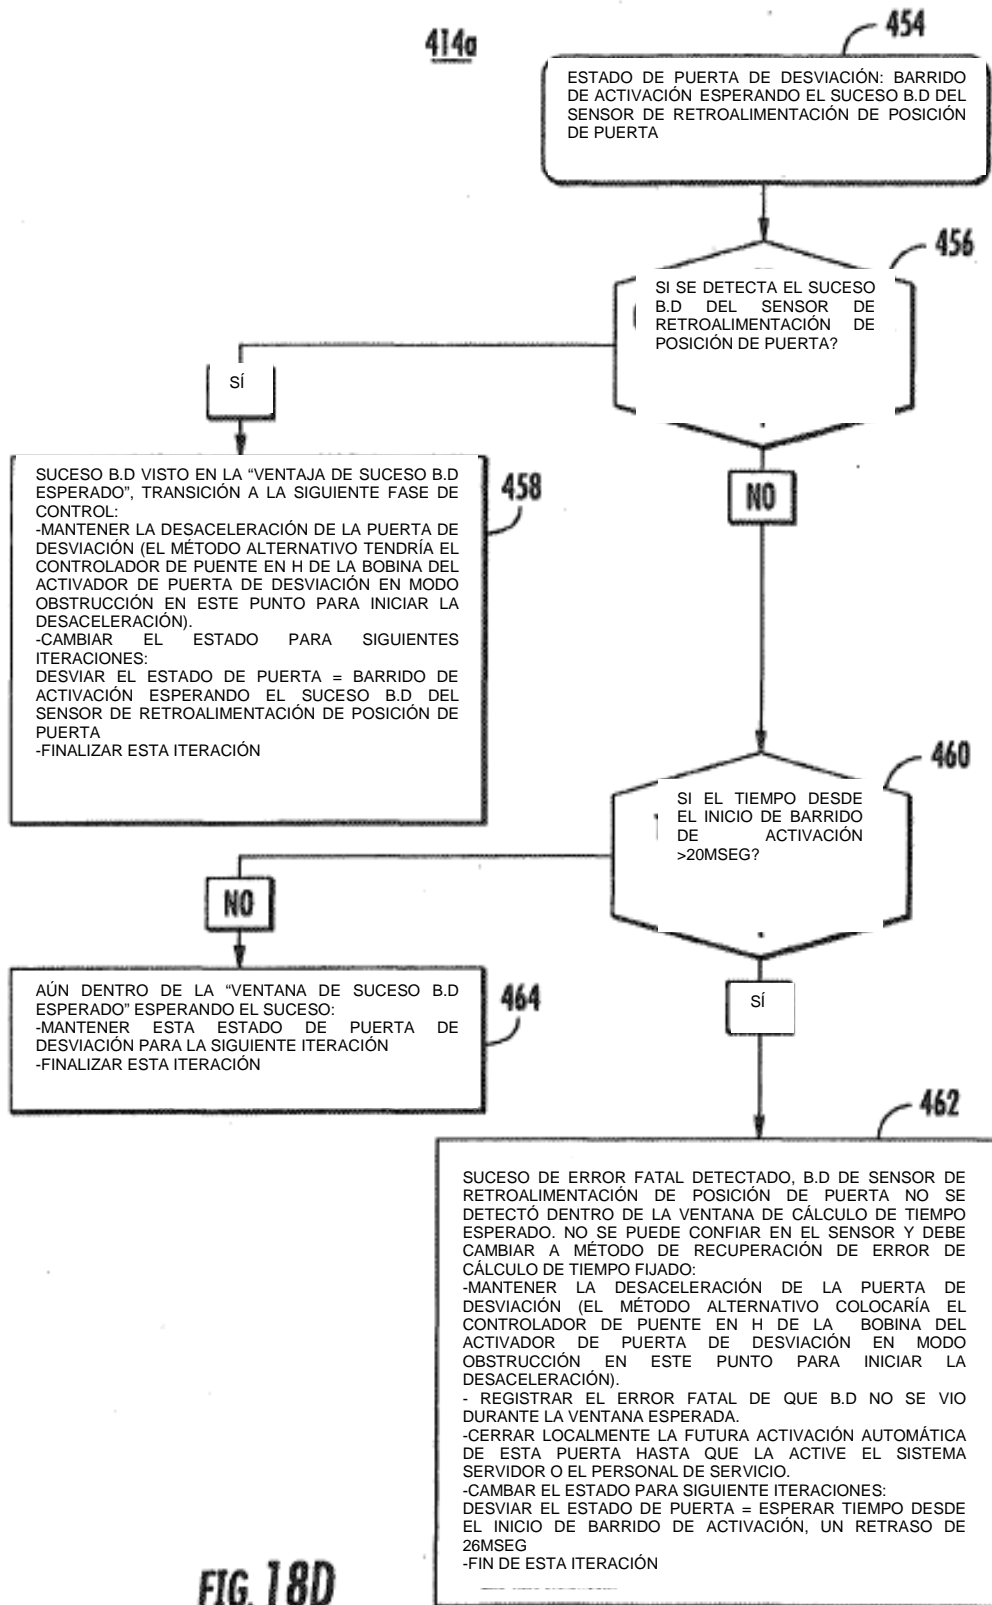 414a
454
ESTADO DE PUERTA DE DESVIACIÓN: BARRIDO
DE ACTIVACIÓN ESPERANDO EL SUCESO B.D DEL
SENSOR DE RETROALIMENTACIÓN DE POSICIÓN
DE PUERTA
456
SI SE DETECTA EL SUCESO
B.D DEL SENSOR DE
RETROALIMENTACIÓN DE
POSICIÓN DE PUERTA?
SÍ
NO
458
SUCESO B.D VISTO EN LA “VENTAJA DE SUCESO B.D
ESPERADO”, TRANSICIÓN A LA SIGUIENTE FASE DE
CONTROL:
-MANTENER LA DESACELERACIÓN DE LA PUERTA DE
DESVIACIÓN (EL MÉTODO ALTERNATIVO TENDRÍA EL
CONTROLADOR DE PUENTE EN H DE LA BOBINA DEL
ACTIVADOR DE PUERTA DE DESVIACIÓN EN MODO
OBSTRUCCIÓN EN ESTE PUNTO PARA INICIAR LA
DESACELERACIÓN).
-CAMBIAR EL ESTADO PARA SIGUIENTES
ITERACIONES:
DESVIAR EL ESTADO DE PUERTA = BARRIDO DE
ACTIVACIÓN ESPERANDO EL SUCESO B.D DEL
SENSOR DE RETROALIMENTACIÓN DE POSICIÓN DE
PUERTA
-FINALIZAR ESTA ITERACIÓN
460
SI EL TIEMPO DESDE
EL INICIO DE BARRIDO
DE ACTIVACIÓN
>20MSEG?
NO
SÍ
464
AÚN DENTRO DE LA “VENTANA DE SUCESO B.D
ESPERADO” ESPERANDO EL SUCESO:
-MANTENER ESTA ESTADO DE PUERTA DE
DESVIACIÓN PARA LA SIGUIENTE ITERACIÓN
-FINALIZAR ESTA ITERACIÓN
462
SUCESO DE ERROR FATAL DETECTADO, B.D DE SENSOR DE
RETROALIMENTACIÓN DE POSICIÓN DE PUERTA NO SE
DETECTÓ DENTRO DE LA VENTANA DE CÁLCULO DE TIEMPO
ESPERADO. NO SE PUEDE CONFIAR EN EL SENSOR Y DEBE
CAMBIAR A MÉTODO DE RECUPERACIÓN DE ERROR DE
CÁLCULO DE TIEMPO FIJADO:
-MANTENER LA DESACELERACIÓN DE LA PUERTA DE
DESVIACIÓN (EL MÉTODO ALTERNATIVO COLOCARÍA EL
CONTROLADOR DE PUENTE EN H DE LA BOBINA DEL
ACTIVADOR DE PUERTA DE DESVIACIÓN EN MODO
OBSTRUCCIÓN EN ESTE PUNTO PARA INICIAR LA
DESACELERACIÓN).
- REGISTRAR EL ERROR FATAL DE QUE B.D NO SE VIO
DURANTE LA VENTANA ESPERADA.
-CERRAR LOCALMENTE LA FUTURA ACTIVACIÓN AUTOMÁTICA
DE ESTA PUERTA HASTA QUE LA ACTIVE EL SISTEMA
SERVIDOR O EL PERSONAL DE SERVICIO.
-CAMBAR EL ESTADO PARA SIGUIENTE ITERACIONES:
DESVIAR EL ESTADO DE PUERTA = ESPERAR TIEMPO DESDE
EL INICIO DE BARRIDO DE ACTIVACIÓN, UN RETRASO DE
26MSEG
-FIN DE ESTA ITERACIÓN
FIG. 18D